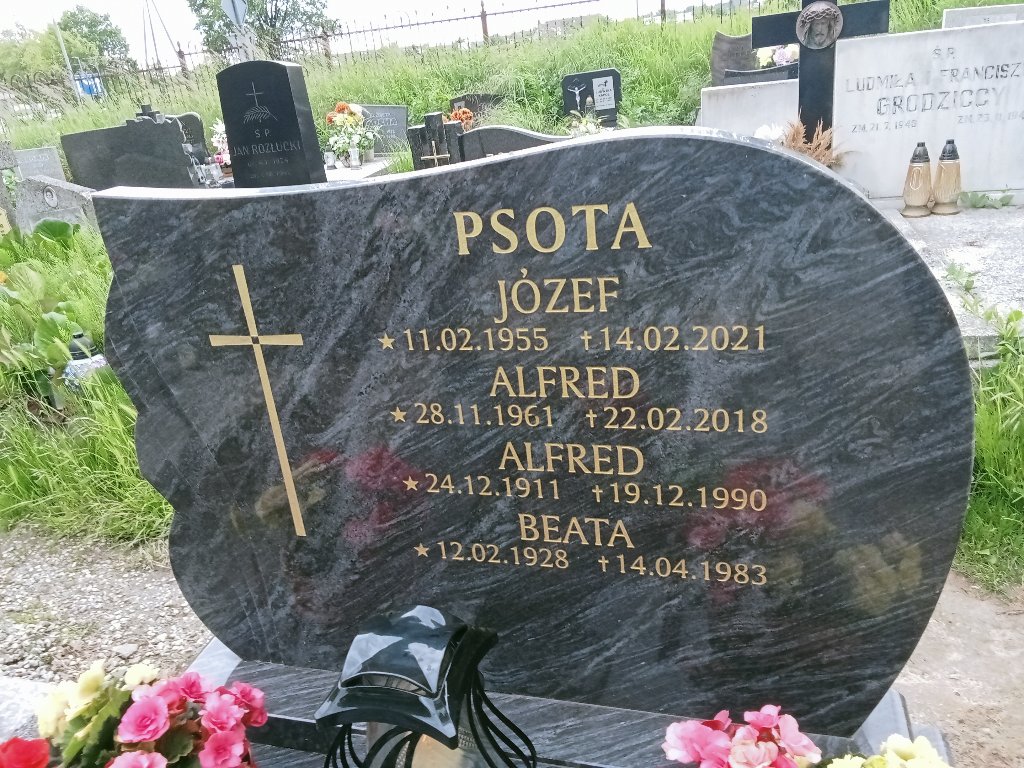 PSOTA
JÓZEF
★11.02.1955 †14.02.2021
ALFRED
★28.11.1961 †22.02.2018
ALFRED
★24.12.1911 †19.12.1990
BEATA
★12.02.1928 †14.04.1983
Ś.P.
JAN ROZŁUCKI
Ś.P.
LUDMIŁA I FRANCISZ
GRODZICCY